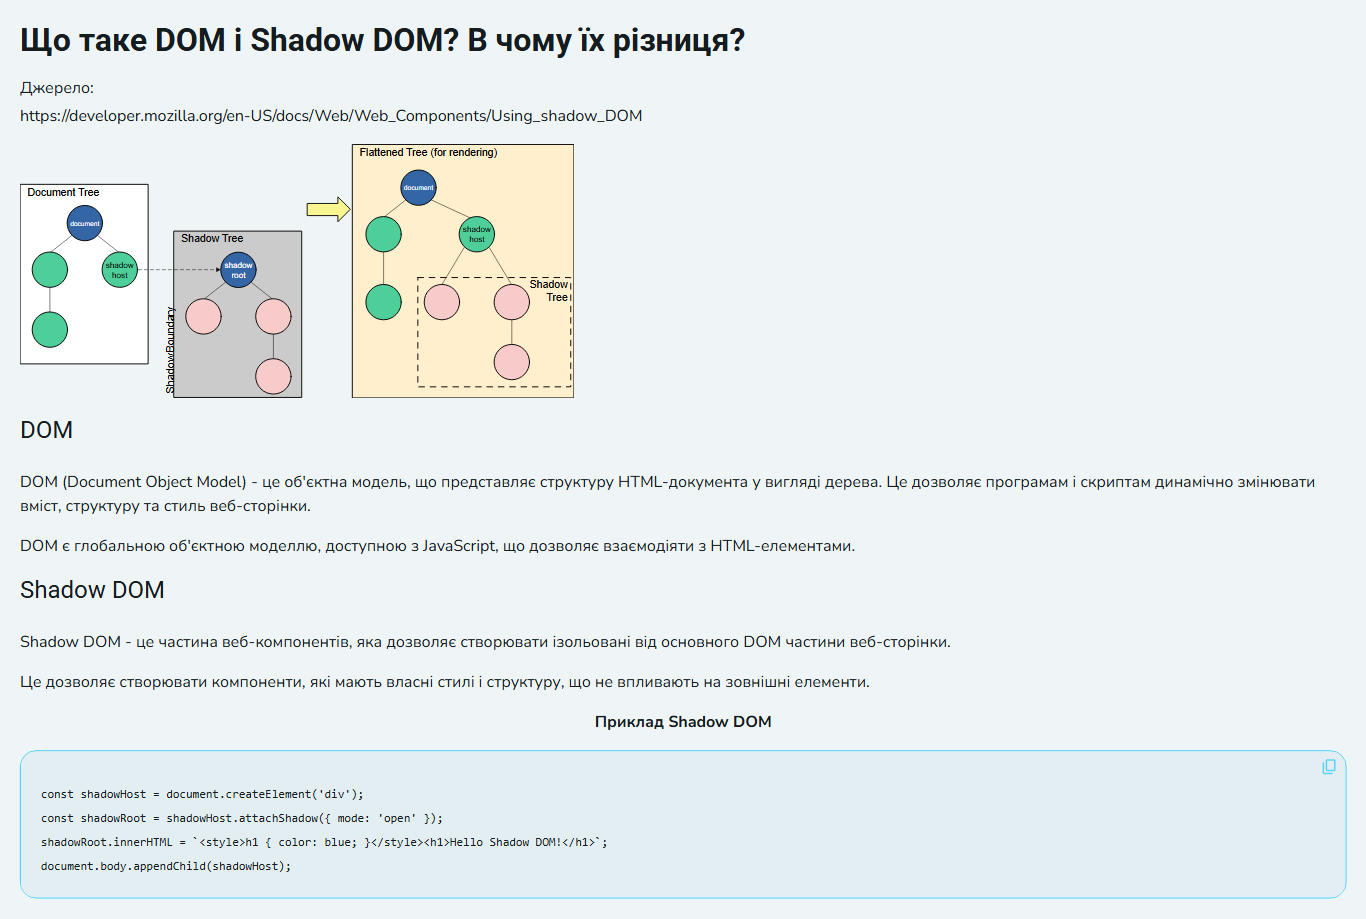 Що таке DOM і Shadow DOM? В чому їх різниця?
Джерело:
https://developer.mozilla.org/en-US/docs/Web/Web_Components/Using_shadow_DOM
Document Tree
document
shadow
host
Shadow Tree
shadow
root
ShadowBoundary
Flattened Tree (for rendering)
document
shadow
host
Shadow
Tree
DOM
DOM (Document Object Model) - це об'єктна модель, що представляє структуру HTML-документа у вигляді дерева. Це дозволяє програмам і скриптам динамічно змінювати
вміст, структуру та стиль веб-сторінки.
DOM є глобальною об'єктною моделлю, доступною з JavaScript, що дозволяє взаємодіяти з HTML-елементами.
Shadow DOM
Shadow DOM - це частина веб-компонентів, яка дозволяє створювати ізольовані від основного DOM частини веб-сторінки.
Це дозволяє створювати компоненти, які мають власні стилі і структуру, що не впливають на зовнішні елементи.
Приклад Shadow DOM
const shadowHost = document.createElement('div');
const shadowRoot = shadowHost.attachShadow({ mode: 'open' });
shadowRoot.innerHTML = `<style>h1 { color: blue; }</style><h1>Hello Shadow DOM!</h1>`;
document.body.appendChild(shadowHost);